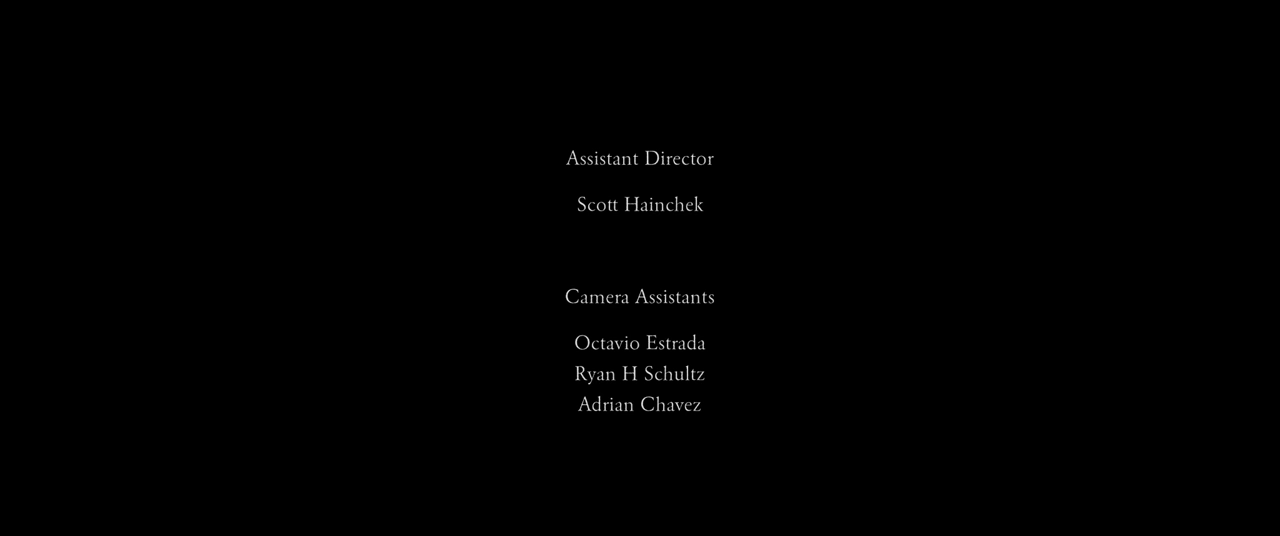 Assistant Director
Scott Hainchek
Camera Assistants
Octavio Estrada
Ryan H Schultz
Adrian Chavez